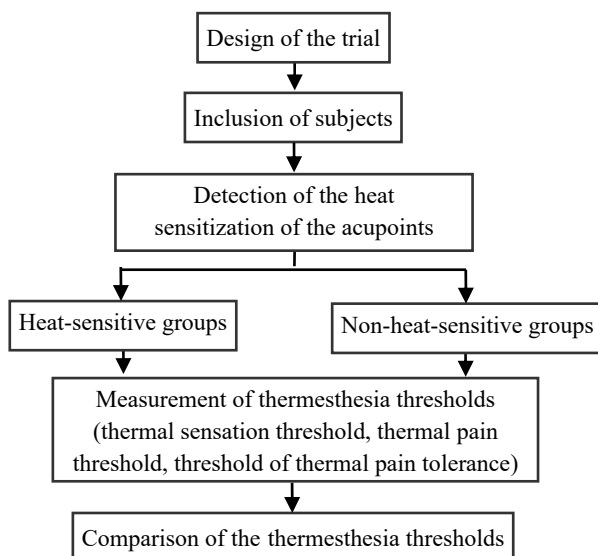 Design of the trial
Inclusion of subjects
Detection of the heat
sensitization of the acupoints
Heat-sensitive groups
Non-heat-sensitive groups
Measurement of thermesthesia thresholds
(thermal sensation threshold, thermal pain
threshold, threshold of thermal pain tolerance)
Comparison of the thermesthesia thresholds